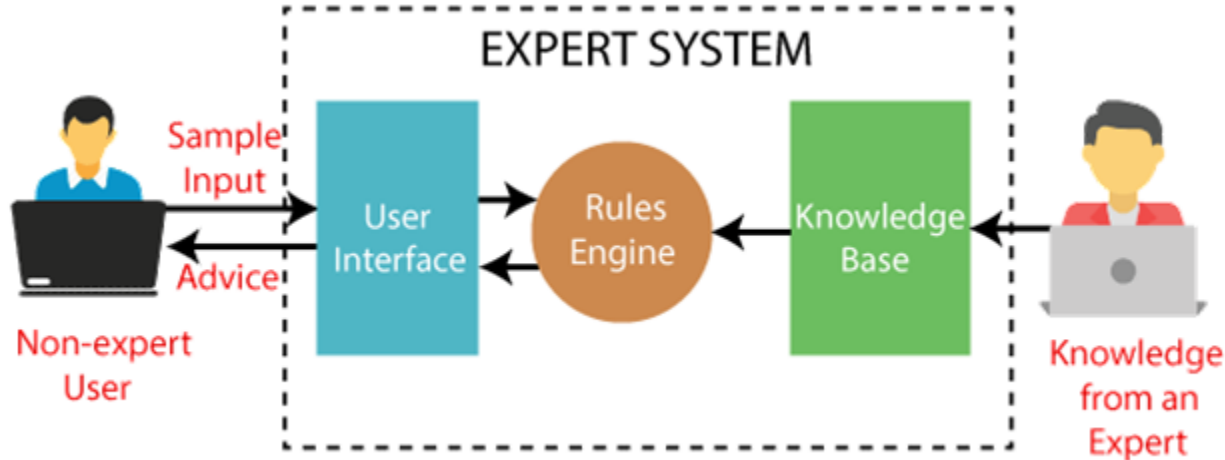 EXPERT SYSTEM
Sample
Input
Advice
Non-expert
User
User
Interface
Rules
Engine
Knowledge
Base
Knowledge
from an
Expert